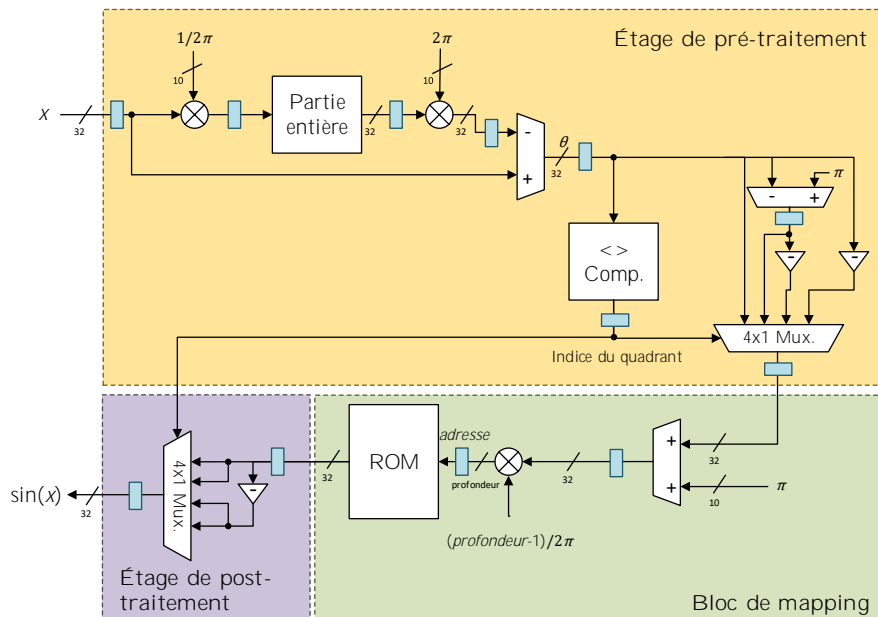 Étage de pré-traitement
1/2π
2π
10
10
x
32
Partie
entière
32
32
-
+
θ
32
π
-
+
< >
Comp.
-
-
4x1 Mux.
Indice du quadrant
sin(x)
32
4x1 Mux.
-
32
ROM
adresse
profondeur
32
+
+
32
10
π
(profondeur-1)/2π
Étage de post-
traitement
Bloc de mapping